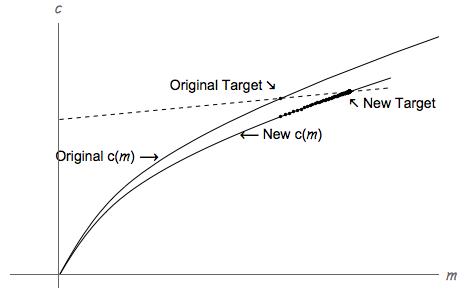 c
Original Target ↘
↖ New Target
← New c(m)
Original c(m) →
m